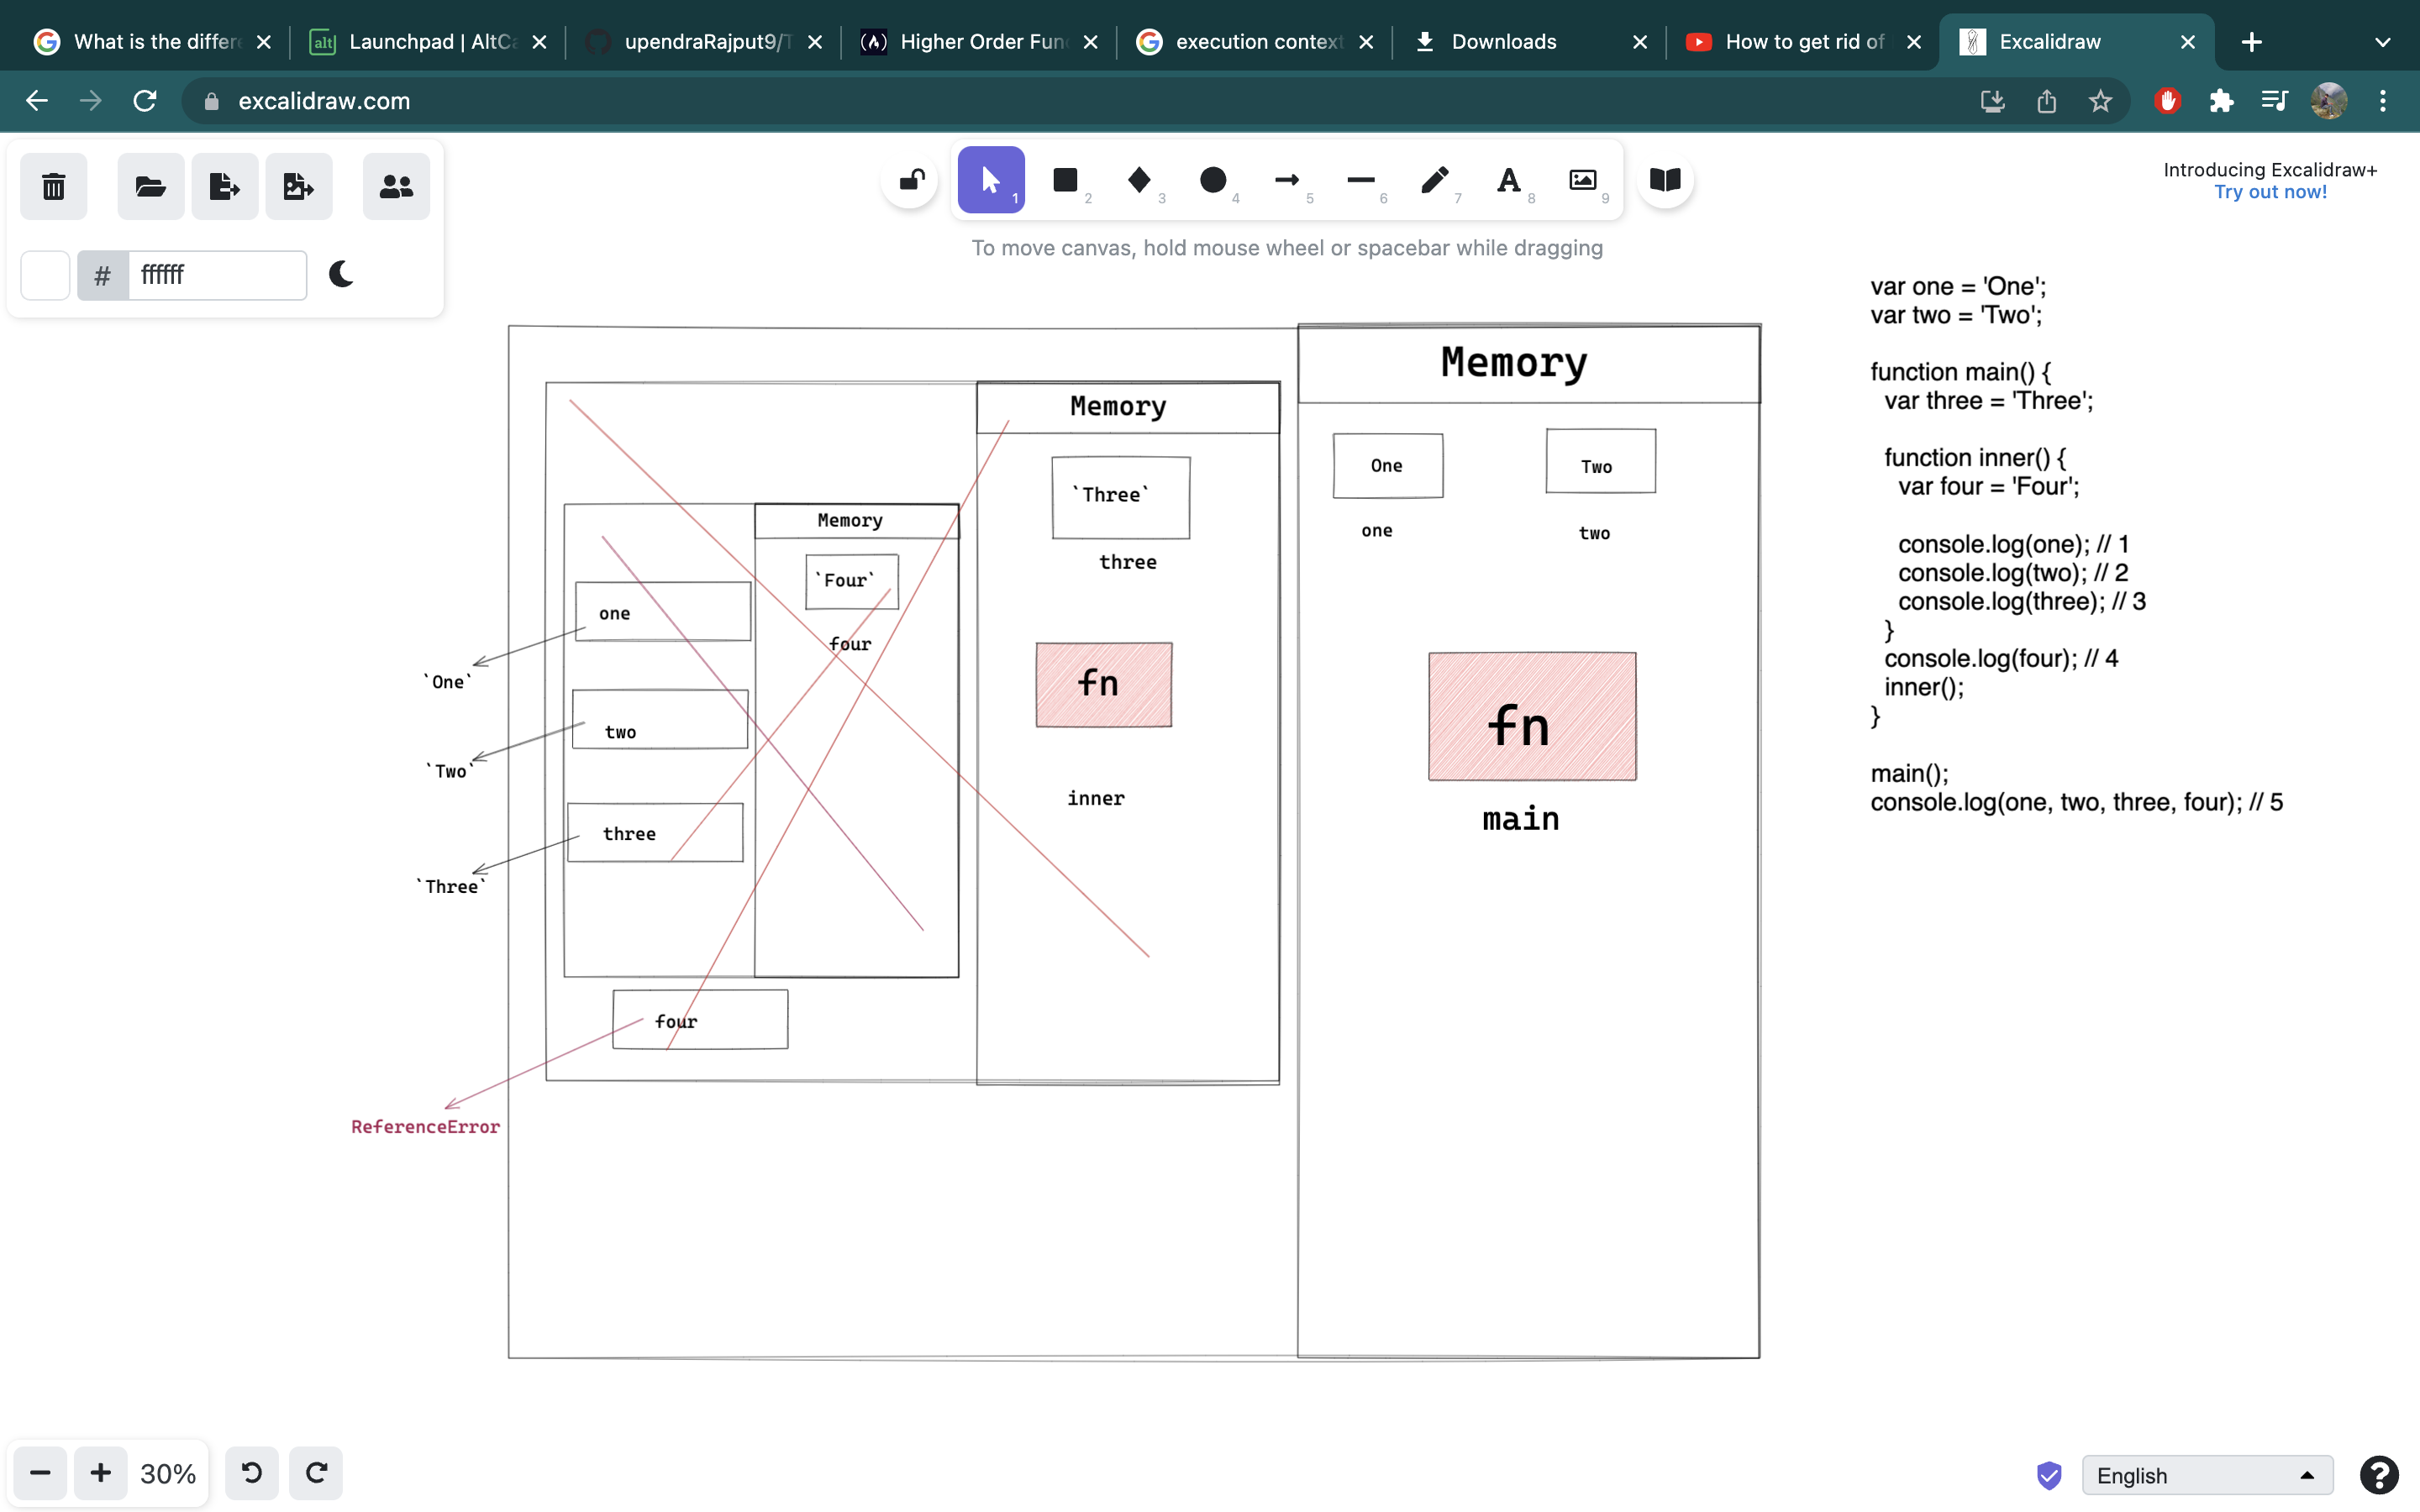 What is the differe
alt Launchpad | AltCa
upendraRajput9/T
Higher Order Fun
execution context
Downloads
How to get rid of
Excalidraw
excalidraw.com
1
2
3
4
5
6
7
A
8
9
Introducing Excalidraw+
Try out now!
To move canvas, hold mouse wheel or spacebar while dragging
# ffffff
Memory
One
one
Two
two
fn
main
Memory
`Three`
three
fn
inner
Memory
`Four`
four
one
two
three
`One`
`Two`
`Three`
four
ReferenceError
var one = 'One';
var two = 'Two';
function main() {
var three = 'Three';
function inner() {
var four = 'Four';
console.log(one); // 1
console.log(two); // 2
console.log(three); // 3
}
console.log(four); // 4
inner();
}
main();
console.log(one, two, three, four); // 5
30%
English
?